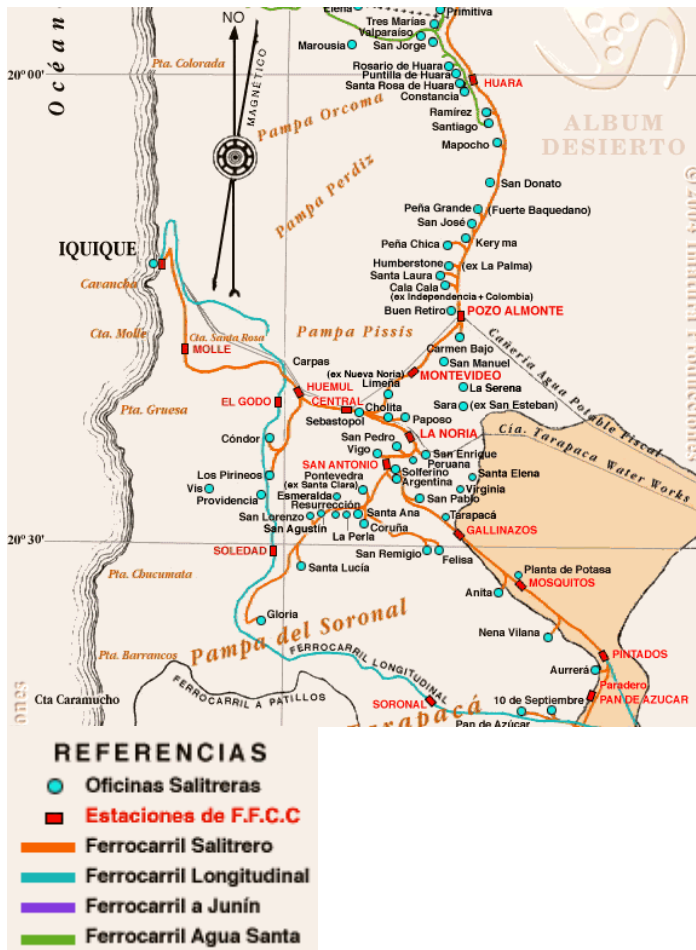 Elena
Primitiva
NO
Tres Marías
Valparaíso
Marousia
San Jorge
Océan
Pta. Colorada
MAGNÉTICO
Rosario de Huara
Puntilla de Huara
20º00'
HUARA
Santa Rosa de Huara
Constancia
Pampa Orcoma
Ramírez
Santiago
ALBUM
DESIERTO
Mapocho
Pampa Perdiz
San Donato
Peña Grande
(Fuerte Baquedano)
San José
Peña Chica
Keryma
IQUIQUE
Humberstone
(ex La Palma)
Santa Laura
Cavancha
Cala Cala
(ex Independencia+Colombia)
Buen Retiro
POZO ALMONTE
Cta. Molle
Cta. Santa Rosa
Pampa Pissis
Carmen Bajo
Cañería Agua Potable Fiscal
MOLLE
Carpas
San Manuel
(ex Nueva Noria)
MONTEVIDEO
HUEMUL
Limeña
La Serena
EL GODO
CENTRAL
Cholita
Sara
(ex San Esteban)
Pta. Gruesa
Sebastopol
Paposo
LA NORIA
Cía. Tarapaca Water Works
Cóndor
San Pedro
Vigo
San Enrique
Peruana
SAN ANTONIO
Solferino
Los Pirineos
Pontevedra
Argentina
Santa Elena
Vis
(ex Santa Clara)
Virginia
Providencia
Esmeralda
San Pablo
Resurrección
San Lorenzo
Santa Ana
Tarapacá
San Agustín
Coruña
La Perla
GALLINAZOS
20º30'
SOLEDAD
San Remigio
Felisa
Santa Lucía
Planta de Potasa
Pta. Chucumata
MOSQUITOS
Anita
Gloria
Pampa del Soronal
Nena Vilana
Pta. Barrancos
FERROCARRIL LONGITUDINAL
PINTADOS
Aurrerá
Cta Caramucho
FERROCARRIL A PATILLOS
Paradero
SORONAL
10 de Septiembre
PAN DE AZUCAR
Tarapacá
Pan de Azúcar
REFERENCIAS
Oficinas Salitreras
Estaciones de F.F.C.C
Ferrocarril Salitrero
Ferrocarril Longitudinal
Ferrocarril a Junín
Ferrocarril Agua Santa